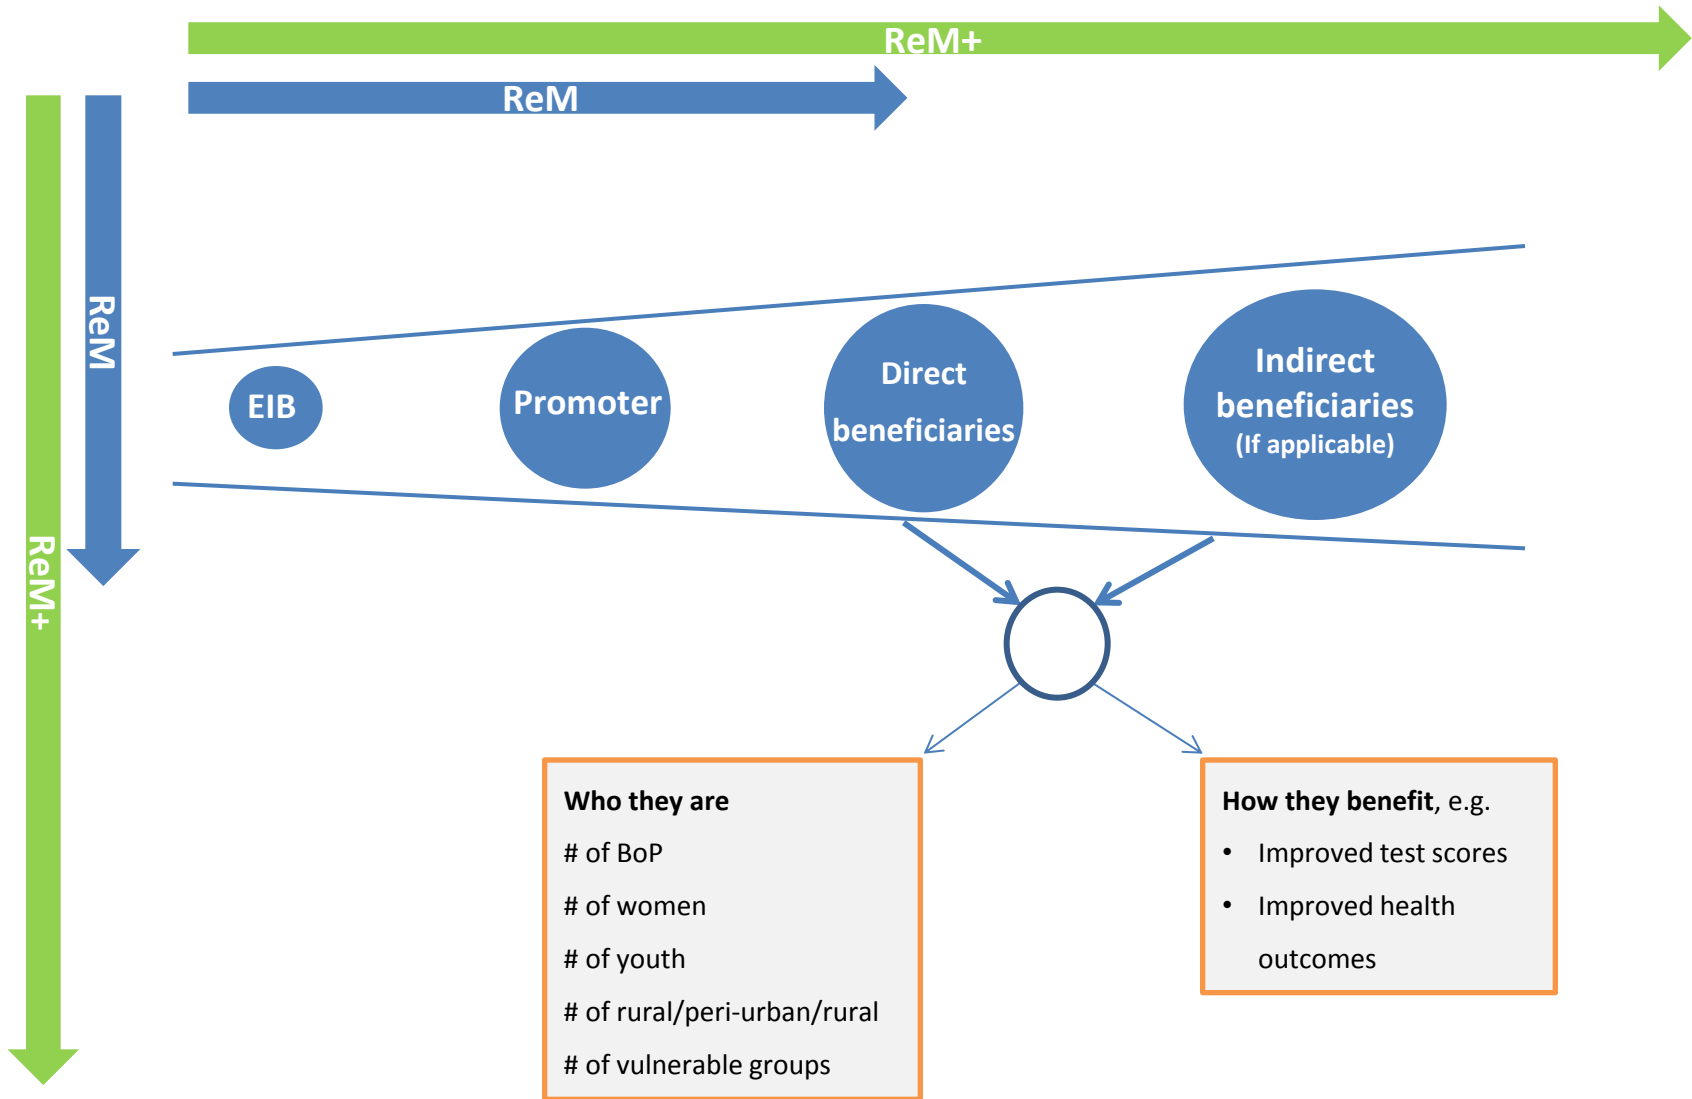 ReM+
ReM
ReM
ReM+
EIB
Promoter
Direct
beneficiaries
Indirect
beneficiaries
(If applicable)
Who they are
# of BoP
# of women
# of youth
# of rural/peri-urban/rural
# of vulnerable groups
How they benefit, e.g.
• Improved test scores
• Improved health
outcomes